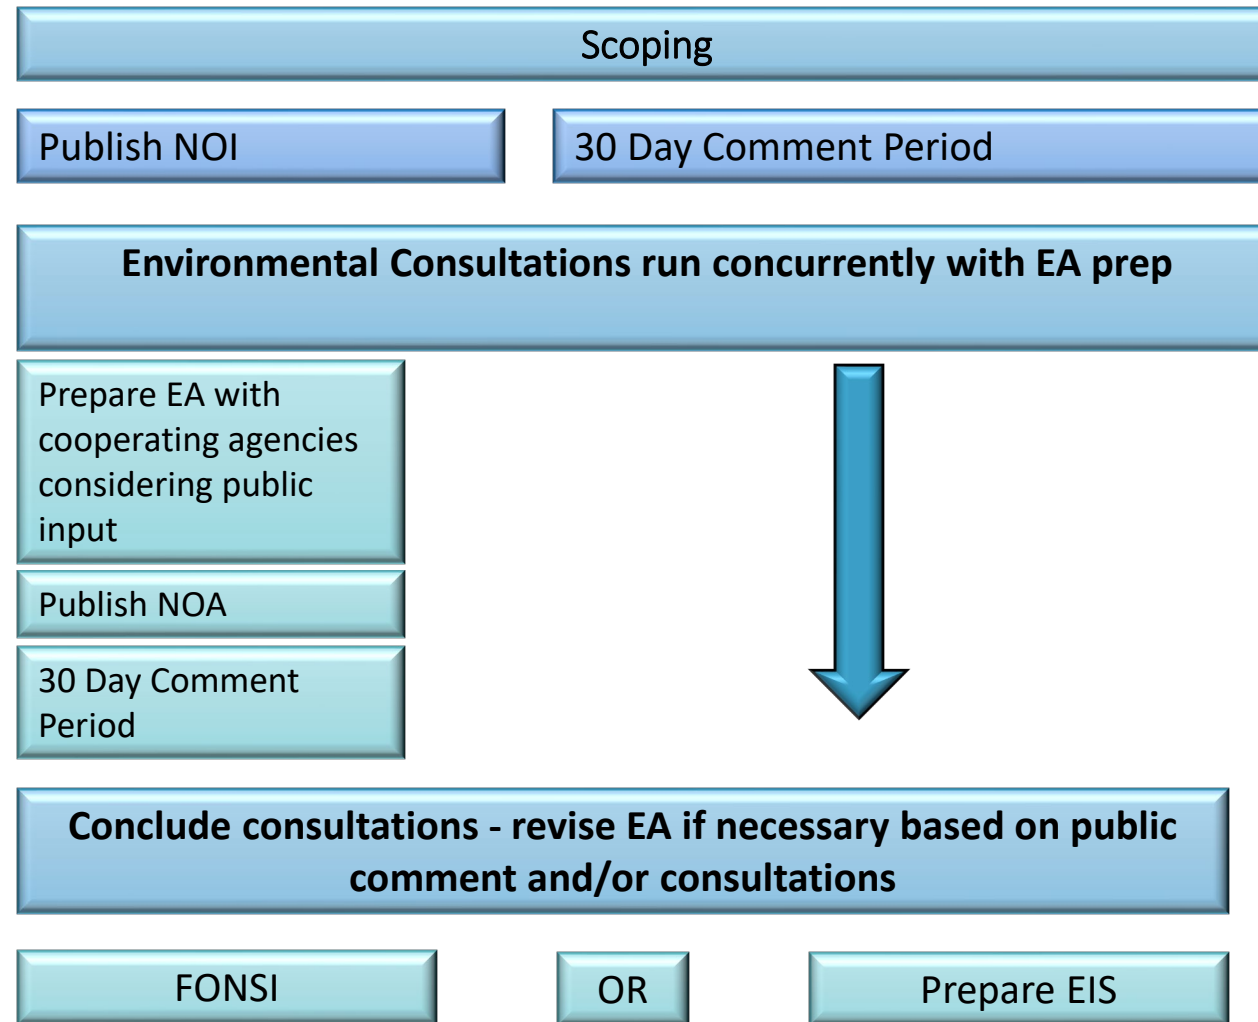 Scoping
Publish NOI
30 Day Comment Period
Environmental Consultations run concurrently with EA prep
Prepare EA with
cooperating agencies
considering public
input
Publish NOA
30 Day Comment
Period
Conclude consultations - revise EA if necessary based on public
comment and/or consultations
FONSI
OR
Prepare EIS